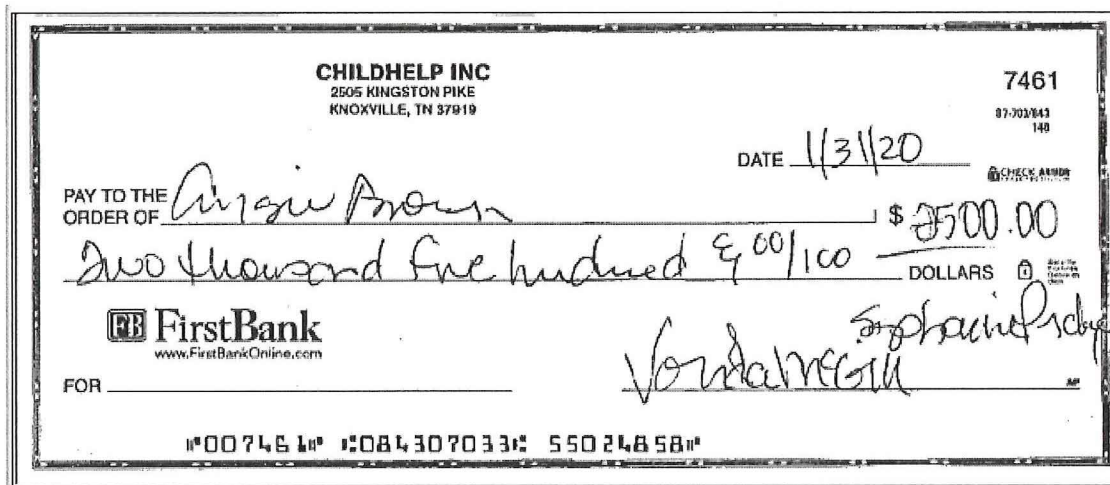 CHILDHELP INC
2505 KINGSTON PIKE
KNOXVILLE, TN 37919
7461
87-703/843
140
DATE 1/31/20
CHECK ARMOR
PAY TO THE
ORDER OF Angie Brown $ 2500.00
Two thousand five hundred & 00/100 DOLLARS
FB FirstBank
www.FirstBankOnline.com
FOR
Vonda McGill
MP
⑈007461⑈ ⑆084307033⑆ 55024858⑈